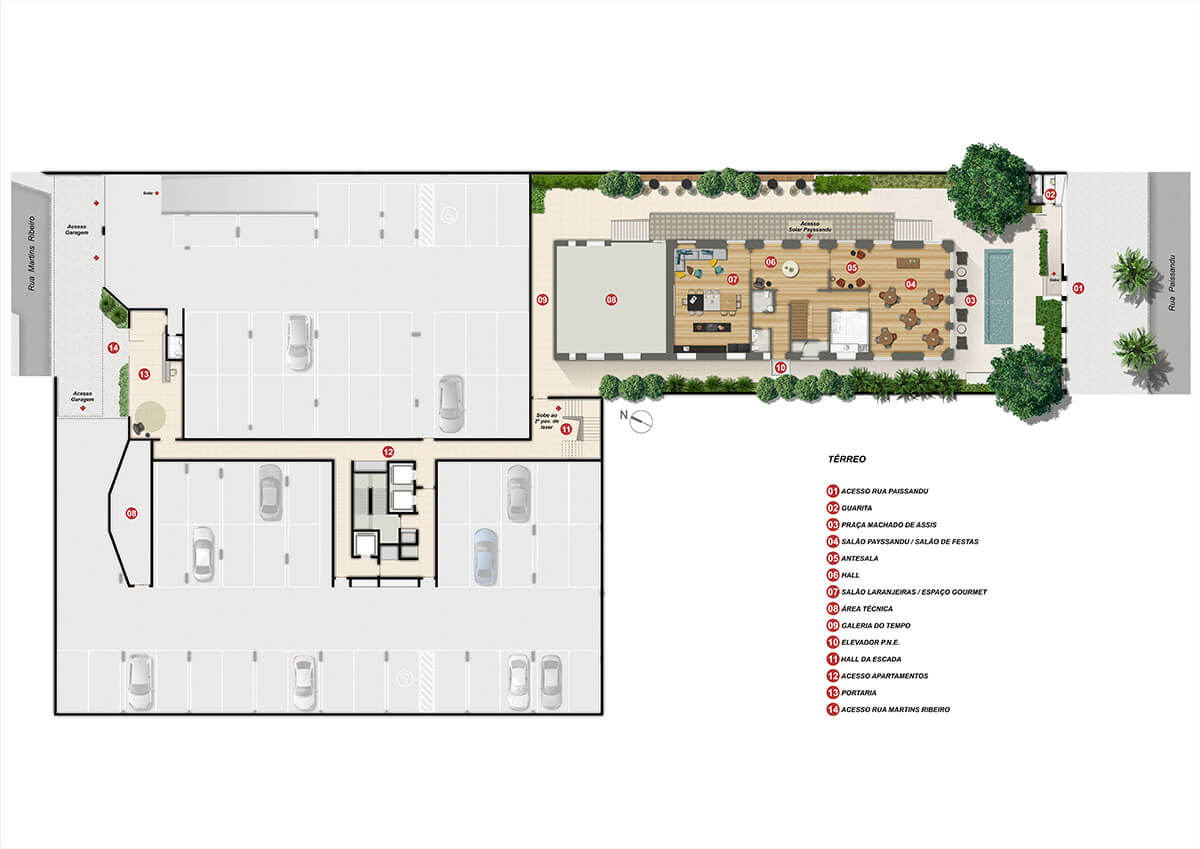 Rua Martins Ribeiro
Acesso
Garagem
Sobe
14
13
Acesso
Garagem
08
12
Sobe ao
2º pav. de
lazer
11
N
09
08
Acesso
Solar Payssandu
07
06
05
04
03
10
02
Sobe
01
Rua Paissandu
TÉRREO
01 ACESSO RUA PAISSANDU
02 GUARITA
03 PRAÇA MACHADO DE ASSIS
04 SALÃO PAYSSANDU / SALÃO DE FESTAS
05 ANTESALA
06 HALL
07 SALÃO LARANJEIRAS / ESPAÇO GOURMET
08 ÁREA TÉCNICA
09 GALERIA DO TEMPO
10 ELEVADOR P.N.E.
11 HALL DA ESCADA
12 ACESSO APARTAMENTOS
13 PORTARIA
14 ACESSO RUA MARTINS RIBEIRO